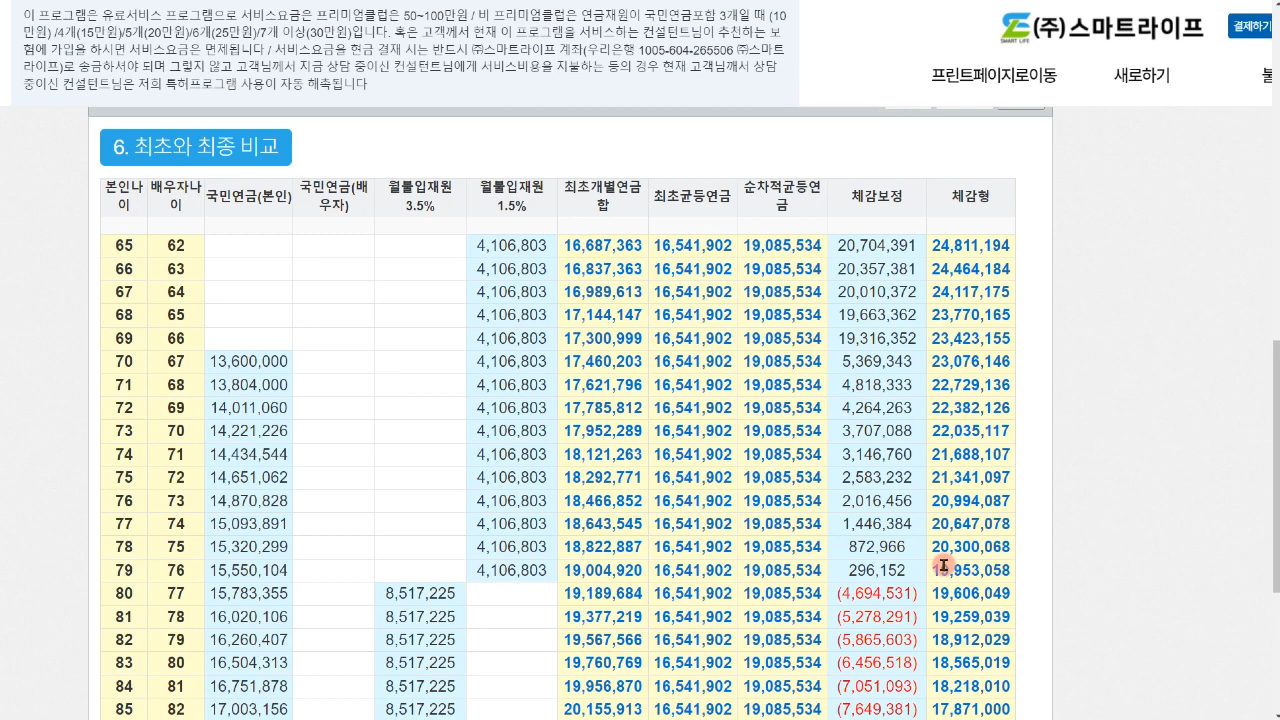 이 프로그램은 유료서비스 프로그램으로 서비스요금은 프리미엄클럽은 50~100만원 / 비 프리미엄클럽은 연금재원이 국민연금포함 3개일 때 (10
만원) /4개(15만원)/5개(20만원)/6개(25만원)/7개 이상(30만원)입니다. 혹은 고객께서 현재이 프로그램을 서비스하는 컨설턴트님이 추천하는 보
험에 가입을 하시면 서비스요금은 면제됩니다 / 서비스요금을 현금 결제시에는 반드시 ㈜스마트라이프 계좌(우리은행 1005-604-265506 ㈜스마트
라이프)로 송금하셔야 되며 그렇지 않고 고객님께서 지금 상담 중이신 컨설턴트님에게 서비스비용을 지불하는 등의 경우 현재 고객님깨서 상담
중이신 컨설턴트님은 저희 특허프로그램 사용이 자동 해촉됩니다
SMART LIFE (주)스마트라이프 결제하기
프린트페이지로이동 새로하기 불
6. 최초와 최종 비교
본인나이 배우자나이 국민연금(본인) 국민연금(배우자) 월풀입재원 3.5% 월풀입재원 1.5% 최초개별연금합 최초균등연금 순차적균등연금 체감보정 체감형
65 62 4,106,803 16,687,363 16,541,902 19,085,534 20,704,391 24,811,194
66 63 4,106,803 16,837,363 16,541,902 19,085,534 20,357,381 24,464,184
67 64 4,106,803 16,989,613 16,541,902 19,085,534 20,010,372 24,117,175
68 65 4,106,803 17,144,147 16,541,902 19,085,534 19,663,362 23,770,165
69 66 4,106,803 17,300,999 16,541,902 19,085,534 19,316,352 23,423,155
70 67 13,600,000 4,106,803 17,460,203 16,541,902 19,085,534 5,369,343 23,076,146
71 68 13,804,000 4,106,803 17,621,796 16,541,902 19,085,534 4,818,333 22,729,136
72 69 14,011,060 4,106,803 17,785,812 16,541,902 19,085,534 4,264,263 22,382,126
73 70 14,221,226 4,106,803 17,952,289 16,541,902 19,085,534 3,707,088 22,035,117
74 71 14,434,544 4,106,803 18,121,263 16,541,902 19,085,534 3,146,760 21,688,107
75 72 14,651,062 4,106,803 18,292,771 16,541,902 19,085,534 2,583,232 21,341,097
76 73 14,870,828 4,106,803 18,466,852 16,541,902 19,085,534 2,016,456 20,994,087
77 74 15,093,891 4,106,803 18,643,545 16,541,902 19,085,534 1,446,384 20,647,078
78 75 15,320,299 4,106,803 18,822,887 16,541,902 19,085,534 872,966 20,300,068
79 76 15,550,104 4,106,803 19,004,920 16,541,902 19,085,534 296,152 19,953,058
80 77 15,783,355 8,517,225 19,189,684 16,541,902 19,085,534 (4,694,531) 19,606,049
81 78 16,020,106 8,517,225 19,377,219 16,541,902 19,085,534 (5,278,291) 19,259,039
82 79 16,260,407 8,517,225 19,567,566 16,541,902 19,085,534 (5,865,603) 18,912,029
83 80 16,504,313 8,517,225 19,760,769 16,541,902 19,085,534 (6,456,518) 18,565,019
84 81 16,751,878 8,517,225 19,956,870 16,541,902 19,085,534 (7,051,093) 18,218,010
85 82 17,003,156 8,517,225 20,155,913 16,541,902 19,085,534 (7,649,381) 17,871,000